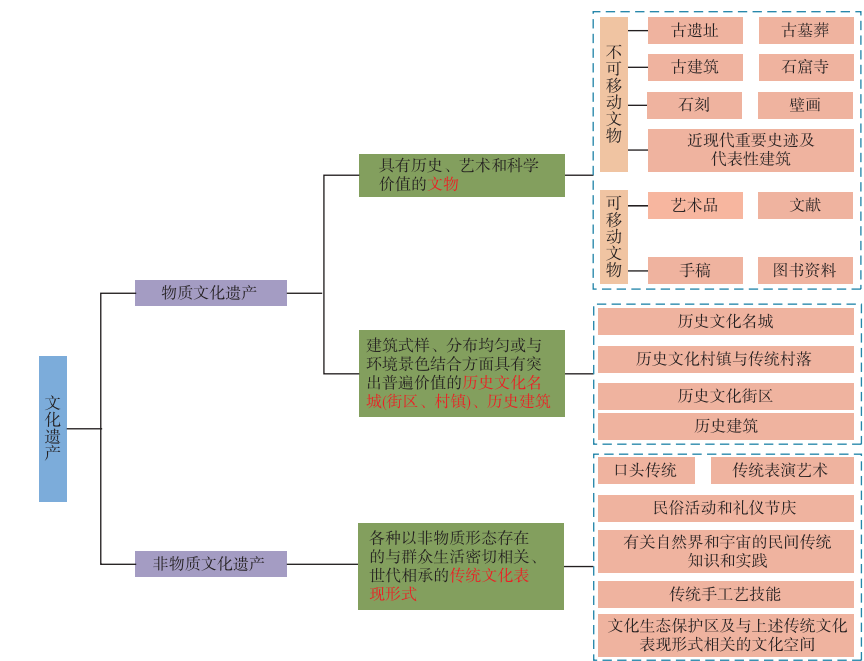 文化遗产
物质文化遗产
具有历史、艺术和科学
价值的文物
不可移动文物
古遗址
古墓葬
古建筑
石窟寺
石刻
壁画
近现代重要史迹及
代表性建筑
可移动文物
艺术品
文献
手稿
图书资料
建筑式样、分布均匀或与
环境景色结合方面具有突
出普遍价值的历史文化名
城(街区、村镇)、历史建筑
历史文化名城
历史文化村镇与传统村落
历史文化街区
历史建筑
非物质文化遗产
各种以非物质形态存在
的与群众生活密切相关、
世代相承的传统文化表
现形式
口头传统
传统表演艺术
民俗活动和礼仪节庆
有关自然界和宇宙的民间传统
知识和实践
传统手工艺技能
文化生态保护区及与上述传统文化
表现形式相关的文化空间